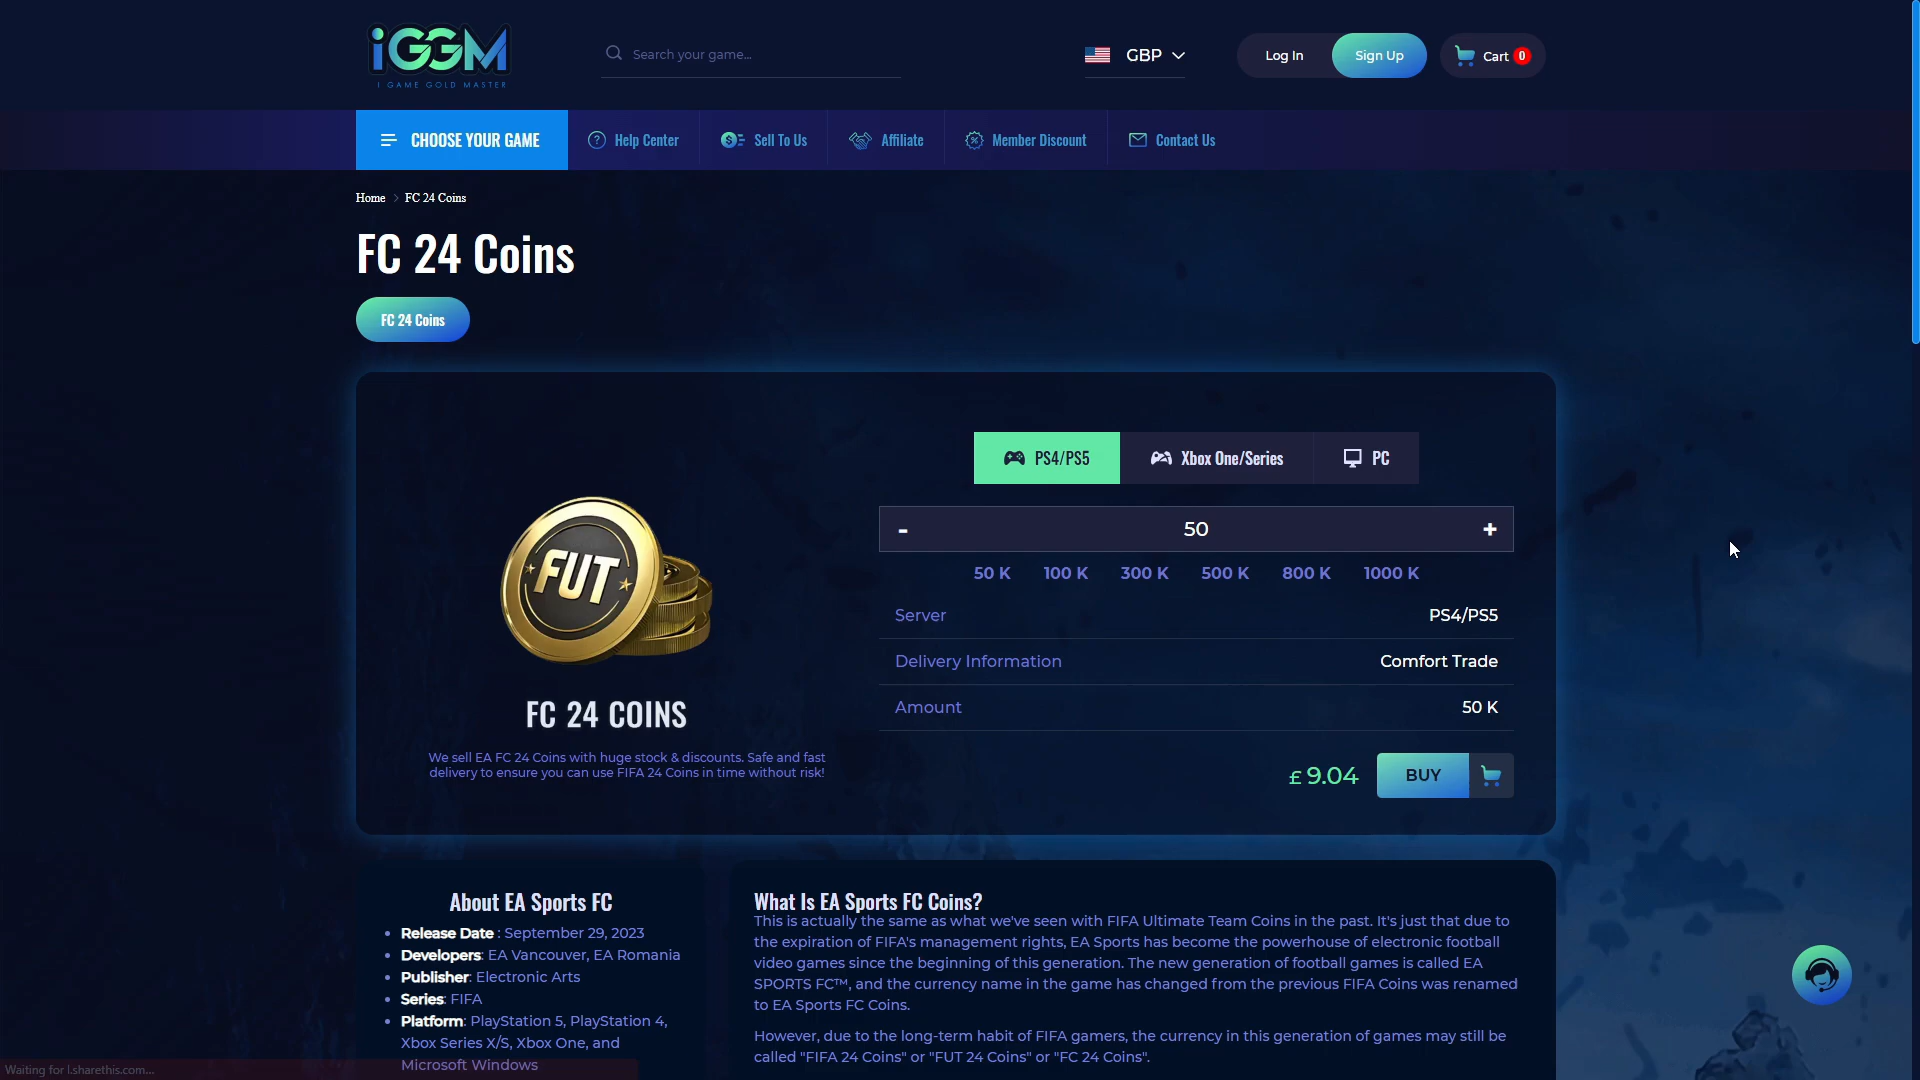 iGGM
I GAME GOLD MASTER
Search your game...
GBP
Log In
Sign Up
Cart 0
CHOOSE YOUR GAME
Help Center
Sell To Us
Affiliate
Member Discount
Contact Us
Home > FC 24 Coins
FC 24 Coins
FC 24 Coins
PS4/PS5
Xbox One/Series
PC
- 50 +
50 K 100 K 300 K 500 K 800 K 1000 K
Server PS4/PS5
Delivery Information Comfort Trade
Amount 50 K
£ 9.04
BUY
FUT
FC 24 COINS
We sell EA FC 24 Coins with huge stock & discounts. Safe and fast
delivery to ensure you can use FIFA 24 Coins in time without risk!
About EA Sports FC
• Release Date : September 29, 2023
• Developers: EA Vancouver, EA Romania
• Publisher: Electronic Arts
• Series: FIFA
• Platform: PlayStation 5, PlayStation 4,
Xbox Series X/S, Xbox One, and
Microsoft Windows
What Is EA Sports FC Coins?
This is actually the same as what we've seen with FIFA Ultimate Team Coins in the past. It's just that due to
the expiration of FIFA's management rights, EA Sports has become the powerhouse of electronic football
video games since the beginning of this generation. The new generation of football games is called EA
SPORTS FC™, and the currency name in the game has changed from the previous FIFA Coins was renamed
to EA Sports FC Coins.
However, due to the long-term habit of FIFA gamers, the currency in this generation of games may still be
called "FIFA 24 Coins" or "FUT 24 Coins" or "FC 24 Coins".
Waiting for l.sharethis.com...